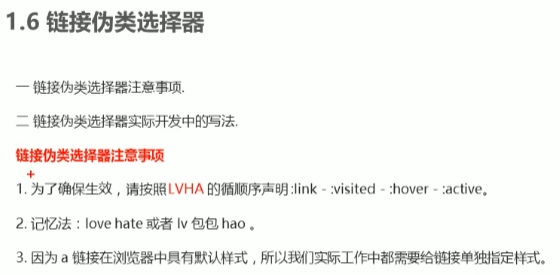 1.6 链接伪类选择器
一 链接伪类选择器注意事项.
二 链接伪类选择器实际开发中的写法.
链接伪类选择器注意事项
1. 为了确保生效，请按照 LVHA 的循顺序声明 :link - :visited - :hover - :active。
2. 记忆法：love hate 或者 lv 包包 hao 。
3. 因为 a 链接在浏览器中具有默认样式，所以我们实际工作中都需要给链接单独指定样式。